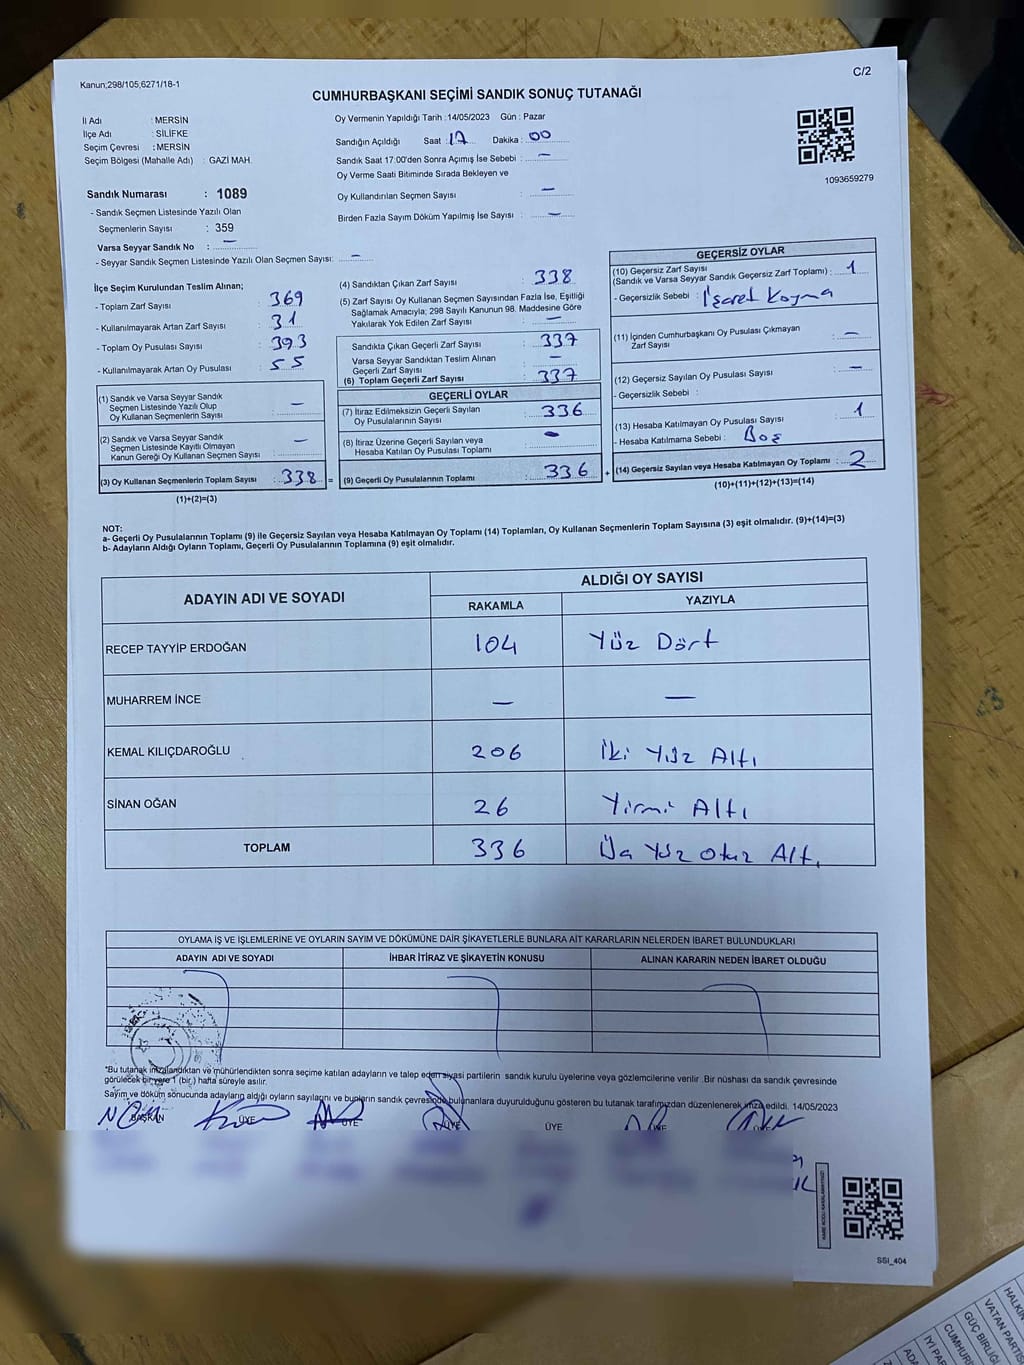 Kanun;298/105,6271/18-1
C/2
CUMHURBAŞKANI SEÇİMİ SANDIK SONUÇ TUTANAĞI
İl Adı : MERSİN
İlçe Adı : SİLİFKE
Seçim Çevresi : MERSİN
Seçim Bölgesi (Mahalle Adı) : GAZİ MAH.
Sandık Numarası : 1089
- Sandık Seçmen Listesinde Yazılı Olan
Seçmenlerin Sayısı : 359
Varsa Seyyar Sandık No : —
- Seyyar Sandık Seçmen Listesinde Yazılı Olan Seçmen Sayısı: —
Oy Vermenin Yapıldığı Tarih : 14/05/2023 Gün : Pazar
Sandığın Açıldığı Saat : 17 Dakika : 00
Sandık Saat 17:00'den Sonra Açımış İse Sebebi : —
Oy Verme Saati Bitiminde Sırada Bekleyen ve
Oy Kullandırılan Seçmen Sayısı : —
Birden Fazla Sayım Döküm Yapılmış İse Sayısı : —
1093659279
İlçe Seçim Kurulundan Teslim Alınan;
- Toplam Zarf Sayısı : 369
- Kullanılmayarak Artan Zarf Sayısı : 31
- Toplam Oy Pusulası Sayısı : 393
- Kullanılmayarak Artan Oy Pusulası : 55
(1) Sandık ve Varsa Seyyar Sandık
Seçmen Listesinde Yazılı Olup
Oy Kullanan Seçmenlerin Sayısı : —
(2) Sandık ve Varsa Seyyar Sandık
Seçmen Listesinde Kayıtlı Olmayan
Kanun Gereği Oy Kullanan Seçmen Sayısı : —
(3) Oy Kullanan Seçmenlerin Toplam Sayısı : 338 =
(1)+(2)=(3)
(4) Sandıktan Çıkan Zarf Sayısı : 338
(5) Zarf Sayısı Oy Kullanan Seçmen Sayısından Fazla İse, Eşitliği
Sağlamak Amacıyla; 298 Sayılı Kanunun 98. Maddesine Göre
Yakılarak Yok Edilen Zarf Sayısı : —
Sandıkta Çıkan Geçerli Zarf Sayısı : 337
Varsa Seyyar Sandıktan Teslim Alınan
Geçerli Zarf Sayısı : —
(6) Toplam Geçerli Zarf Sayısı : 337
GEÇERLİ OYLAR
(7) İtiraz Edilmeksizin Geçerli Sayılan
Oy Pusulalarının Sayısı : 336
(8) İtiraz Üzerine Geçerli Sayılan veya
Hesaba Katılan Oy Pusulası Toplamı : —
(9) Geçerli Oy Pusulalarının Toplamı : 336 +
GEÇERSİZ OYLAR
(10) Geçersiz Zarf Sayısı
(Sandık ve Varsa Seyyar Sandık Geçersiz Zarf Toplamı) : 1
- Geçersizlik Sebebi : İşaret Koyma
(11) İçinden Cumhurbaşkanı Oy Pusulası Çıkmayan
Zarf Sayısı : —
(12) Geçersiz Sayılan Oy Pusulası Sayısı : —
- Geçersizlik Sebebi :
(13) Hesaba Katılmayan Oy Pusulası Sayısı : 1
- Hesaba Katılmama Sebebi : Boş
(14) Geçersiz Sayılan veya Hesaba Katılmayan Oy Toplamı : 2
(10)+(11)+(12)+(13)=(14)
NOT:
a- Geçerli Oy Pusulalarının Toplamı (9) ile Geçersiz Sayılan veya Hesaba Katılmayan Oy Toplamı (14) Toplamları, Oy Kullanan Seçmenlerin Toplam Sayısına (3) eşit olmalıdır. (9)+(14)=(3)
b- Adayların Aldığı Oyların Toplamı, Geçerli Oy Pusulalarının Toplamına (9) eşit olmalıdır.
ADAYIN ADI VE SOYADI ALDIĞI OY SAYISI
RAKAMLA YAZIYLA
RECEP TAYYİP ERDOĞAN 104 Yüz Dört
MUHARREM İNCE — —
KEMAL KILIÇDAROĞLU 206 İki Yüz Altı
SİNAN OĞAN 26 Yirmi Altı
TOPLAM 336 Üç Yüz Otuz Altı
OYLAMA İŞ VE İŞLEMLERİNE VE OYLARIN SAYIM VE DÖKÜMÜNE DAİR ŞİKAYETLERLE BUNLARA AİT KARARLARIN NELERDEN İBARET BULUNDUKLARI
ADAYIN ADI VE SOYADI İHBAR İTİRAZ VE ŞİKAYETİN KONUSU ALINAN KARARIN NEDEN İBARET OLDUĞU
*Bu tutanak imzalandıktan ve mühürlendikten sonra seçime katılan adayların ve talep eden siyasi partilerin sandık kurulu üyelerine veya gözlemcilerine verilir. Bir nüshası da sandık çevresinde
görülecek bir yere 1 (bir ) hafta süreyle asılır.
Sayım ve döküm sonucunda adayların aldığı oyların sayılarını ve bunların sandık çevresinde bulunanlara duyurulduğunu gösteren bu tutanak tarafımızdan düzenlenerek imza edildi. 14/05/2023
BAŞKAN ÜYE ÜYE ÜYE ÜYE ÜYE ÜYE
SSI_404
HALKIN
VATAN PARTİS
GÜÇ BİRLİĞİ
CUMHUR
İYİ PA
ADA